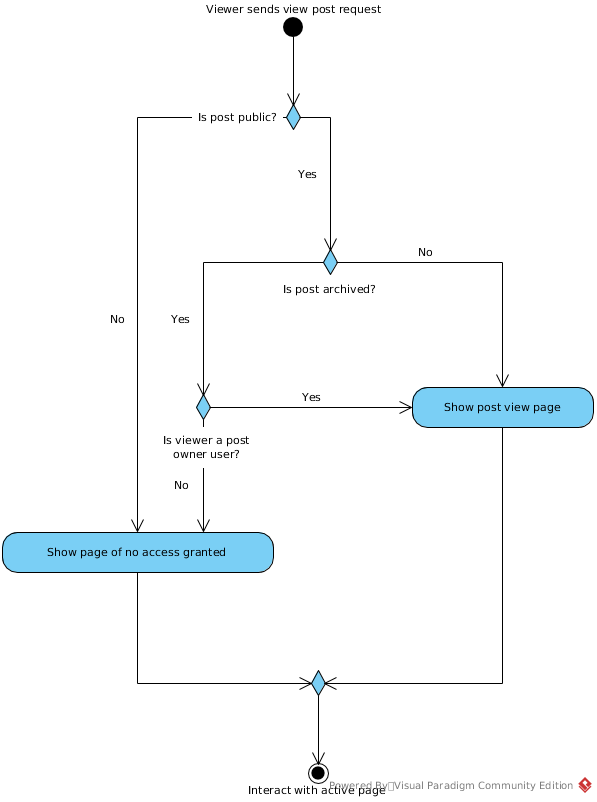 Viewer sends view post request
Is post public?
Yes
No
Is post archived?
No
Yes
Yes
Show post view page
Is viewer a post
owner user?
No
Show page of no access granted
Powered By Visual Paradigm Community Edition
Interact with active page